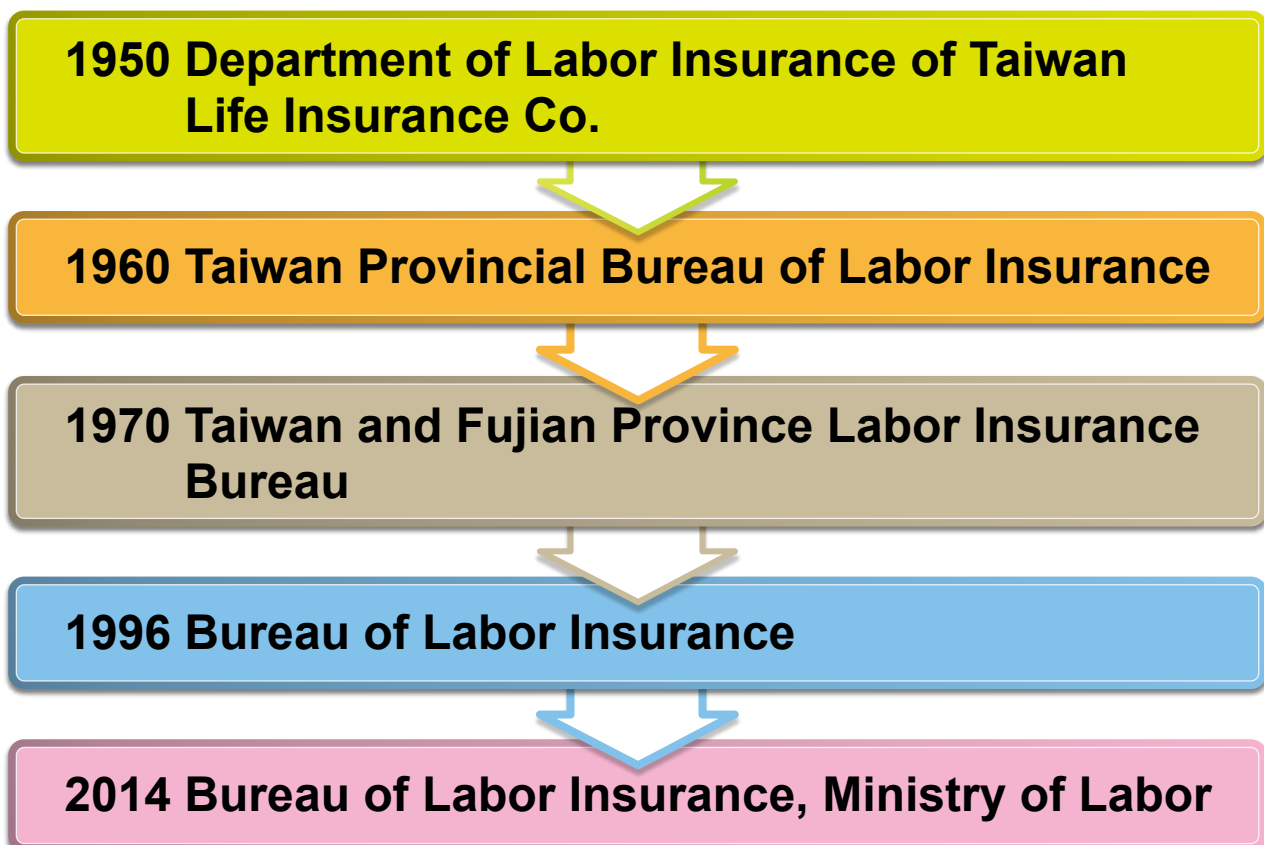 1950 Department of Labor Insurance of Taiwan
Life Insurance Co.
1960 Taiwan Provincial Bureau of Labor Insurance
1970 Taiwan and Fujian Province Labor Insurance
Bureau
1996 Bureau of Labor Insurance
2014 Bureau of Labor Insurance, Ministry of Labor